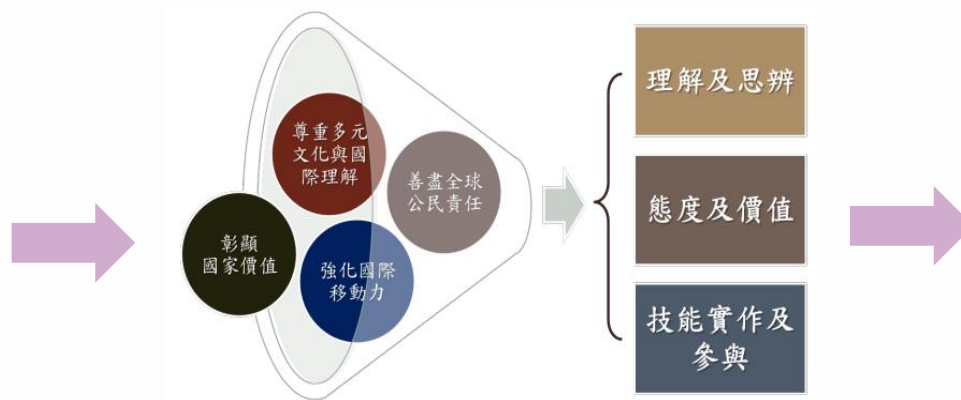 彰顯
國家價值
尊重多元
文化與國
際理解
強化國際
移動力
善盡全球
公民責任
理解及思辨
態度及價值
技能實作及
參與